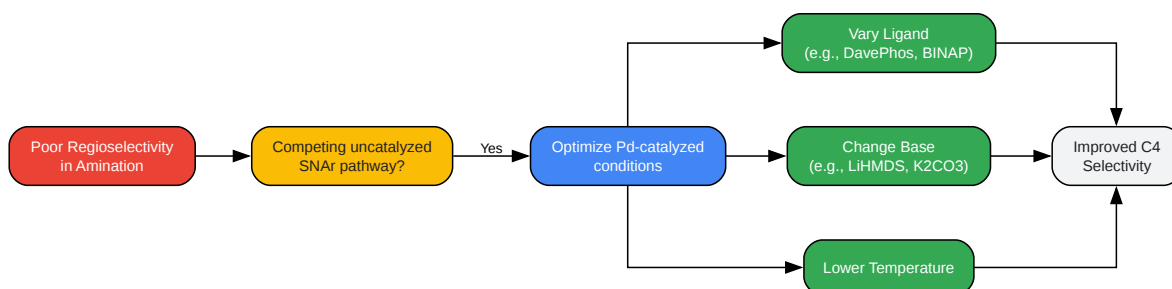 Poor Regioselectivity
in Amination
Competing uncatalyzed
SNAr pathway?
Yes
Optimize Pd-catalyzed
conditions
Vary Ligand
(e.g., DavePhos, BINAP)
Change Base
(e.g., LiHMDS, K2CO3)
Lower Temperature
Improved C4
Selectivity